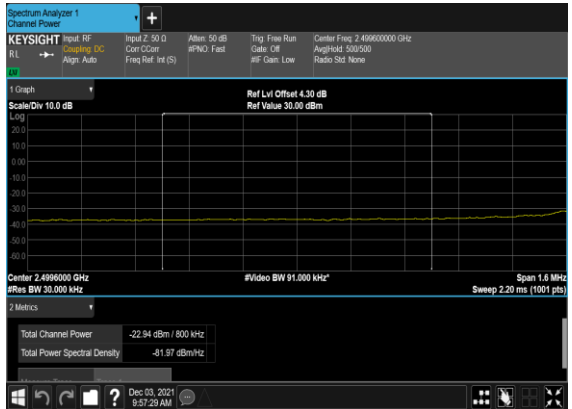 Spectrum Analyzer 1
Channel Power
KEYSIGHT
RL
Input: RF
Coupling: DC
Align: Auto
Input Z: 50 Ω
Corr CCorr
Freq Ref: Int (S)
Atten: 50 dB
#PNO: Fast
Trig: Free Run
Gate: Off
#IF Gain: Low
Center Freq: 2.499600000 GHz
Avg|Hold: 500/500
Radio Std: None
1 Graph
Scale/Div 10.0 dB
Ref Lvl Offset 4.30 dB
Ref Value 30.00 dBm
Log
20.0
10.0
0.00
-10.0
-20.0
-30.0
-40.0
-50.0
-60.0
Center 2.4996000 GHz
#Res BW 30.000 kHz
#Video BW 91.000 kHz*
Span 1.6 MHz
Sweep 2.20 ms (1001 pts)
2 Metrics
Total Channel Power -22.94 dBm / 800 kHz
Total Power Spectral Density -81.97 dBm/Hz
?
Dec 03, 2021
9:57:29 AM